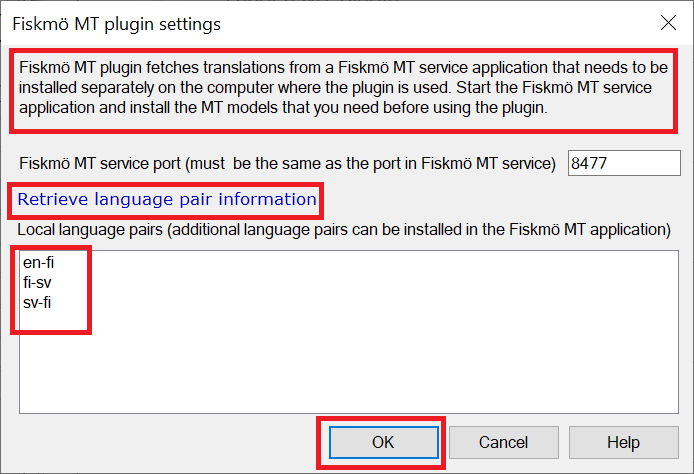 Fiskmö MT plugin settings
Fiskmö MT plugin fetches translations from a Fiskmö MT service application that needs to be
installed separately on the computer where the plugin is used. Start the Fiskmö MT service
application and install the MT models that you need before using the plugin.
Fiskmö MT service port (must  be the same as the port in Fiskmö MT service) 8477
Retrieve language pair information
Local language pairs (additional language pairs can be installed in the Fiskmö MT application)
en-fi
fi-sv
sv-fi
OK Cancel Help